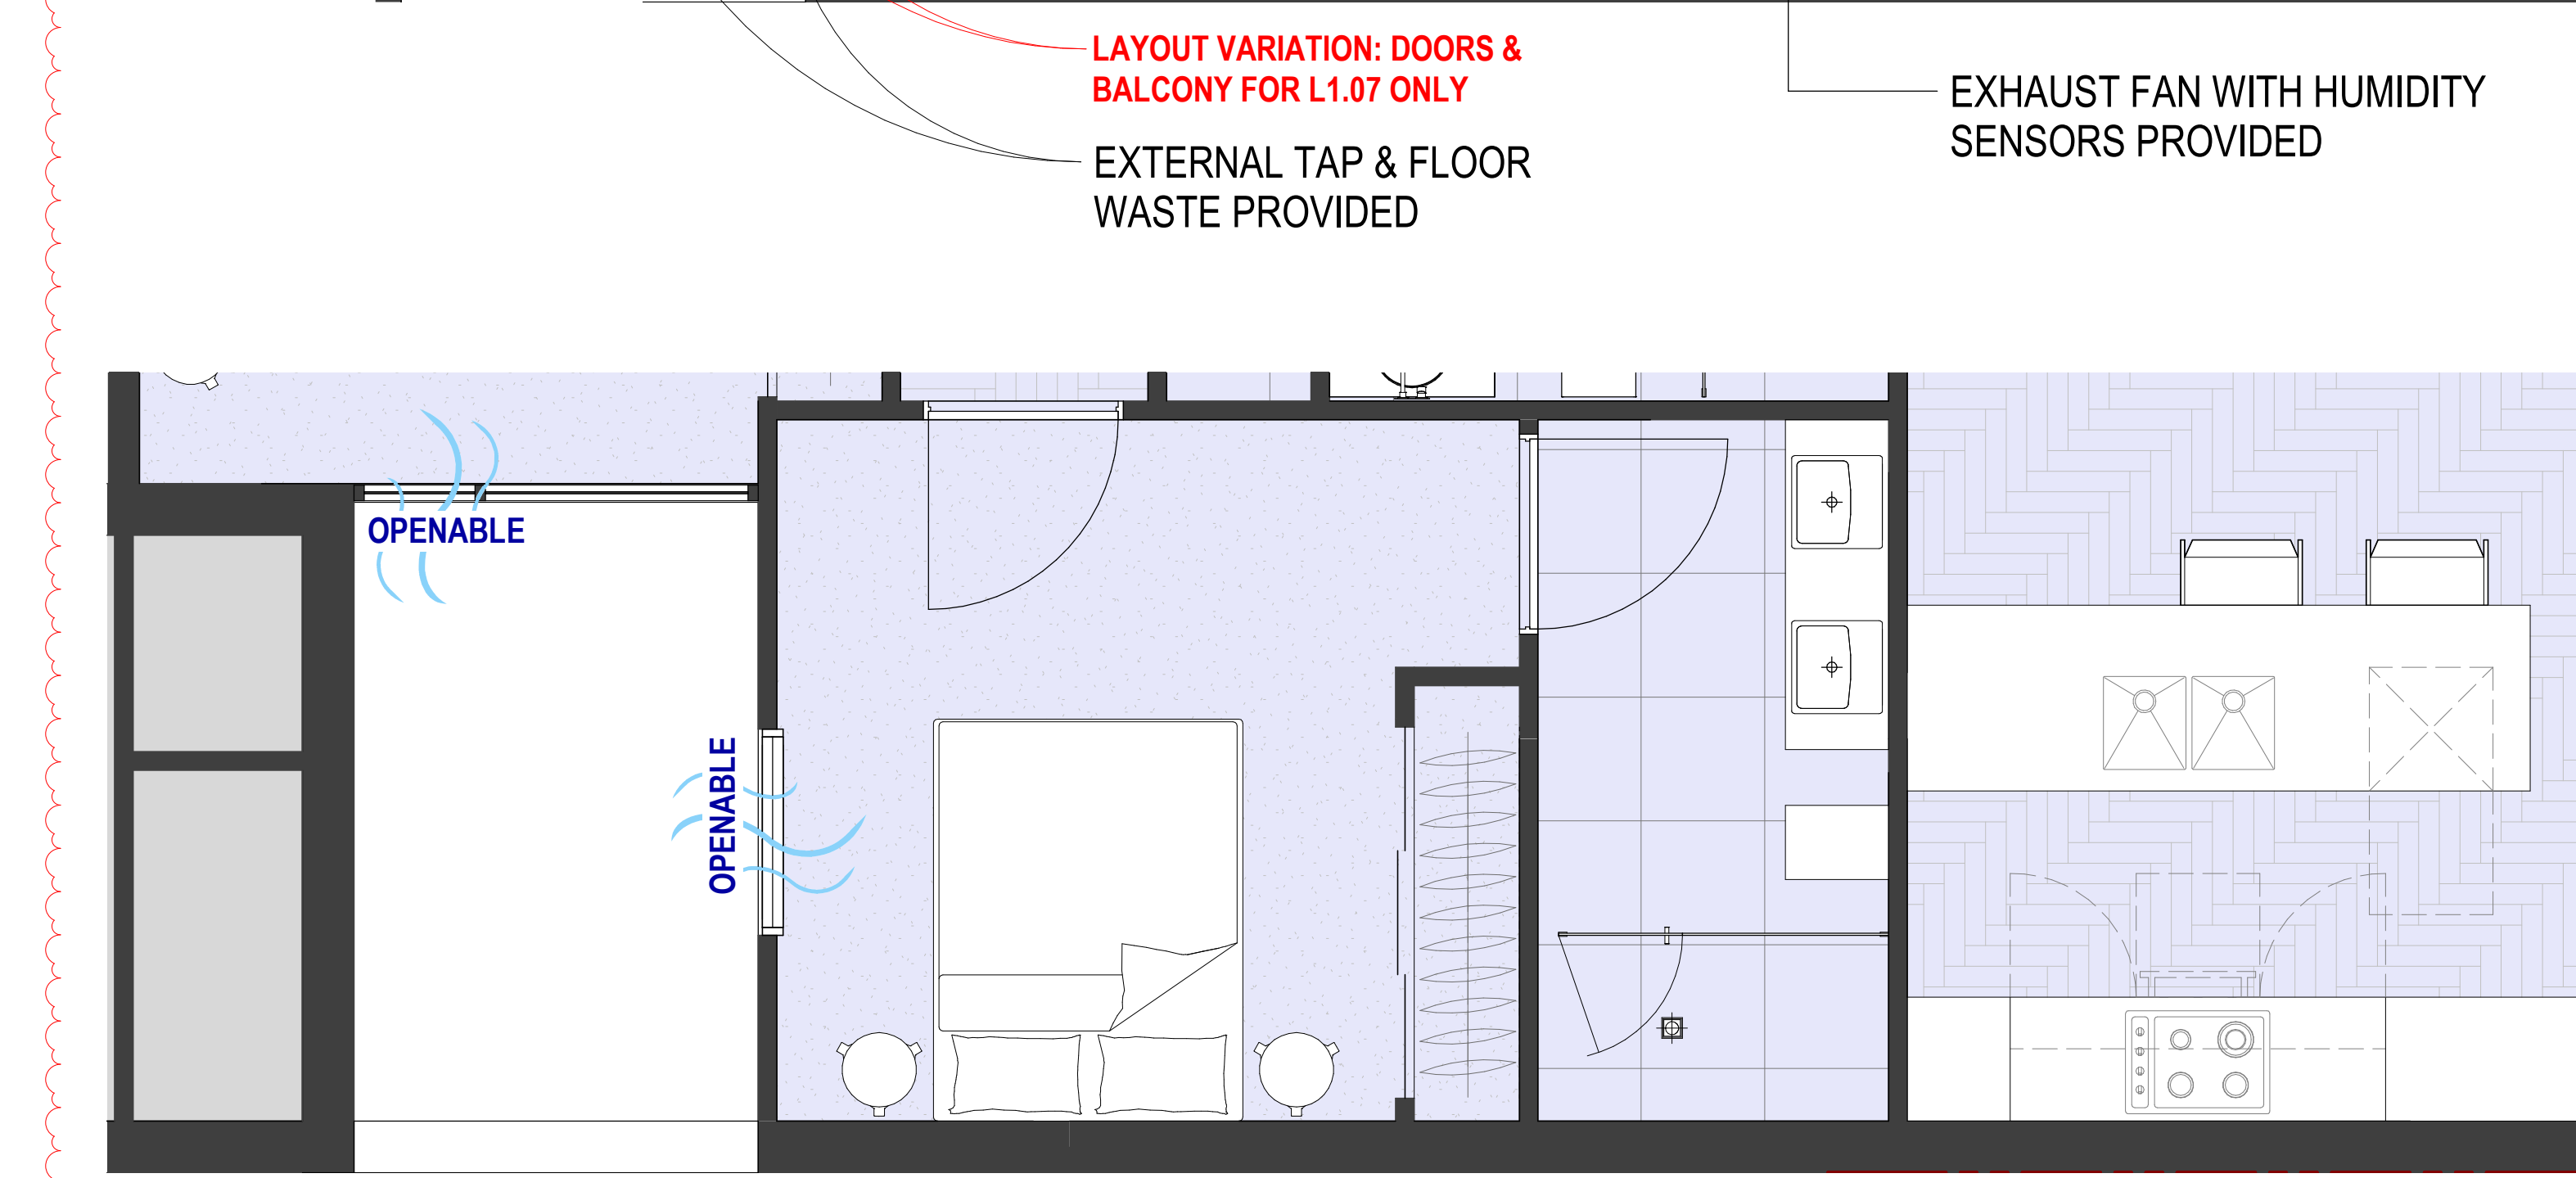 LAYOUT VARIATION: DOORS &
BALCONY FOR L1.07 ONLY
EXTERNAL TAP & FLOOR
WASTE PROVIDED
EXHAUST FAN WITH HUMIDITY
SENSORS PROVIDED
OPENABLE
OPENABLE